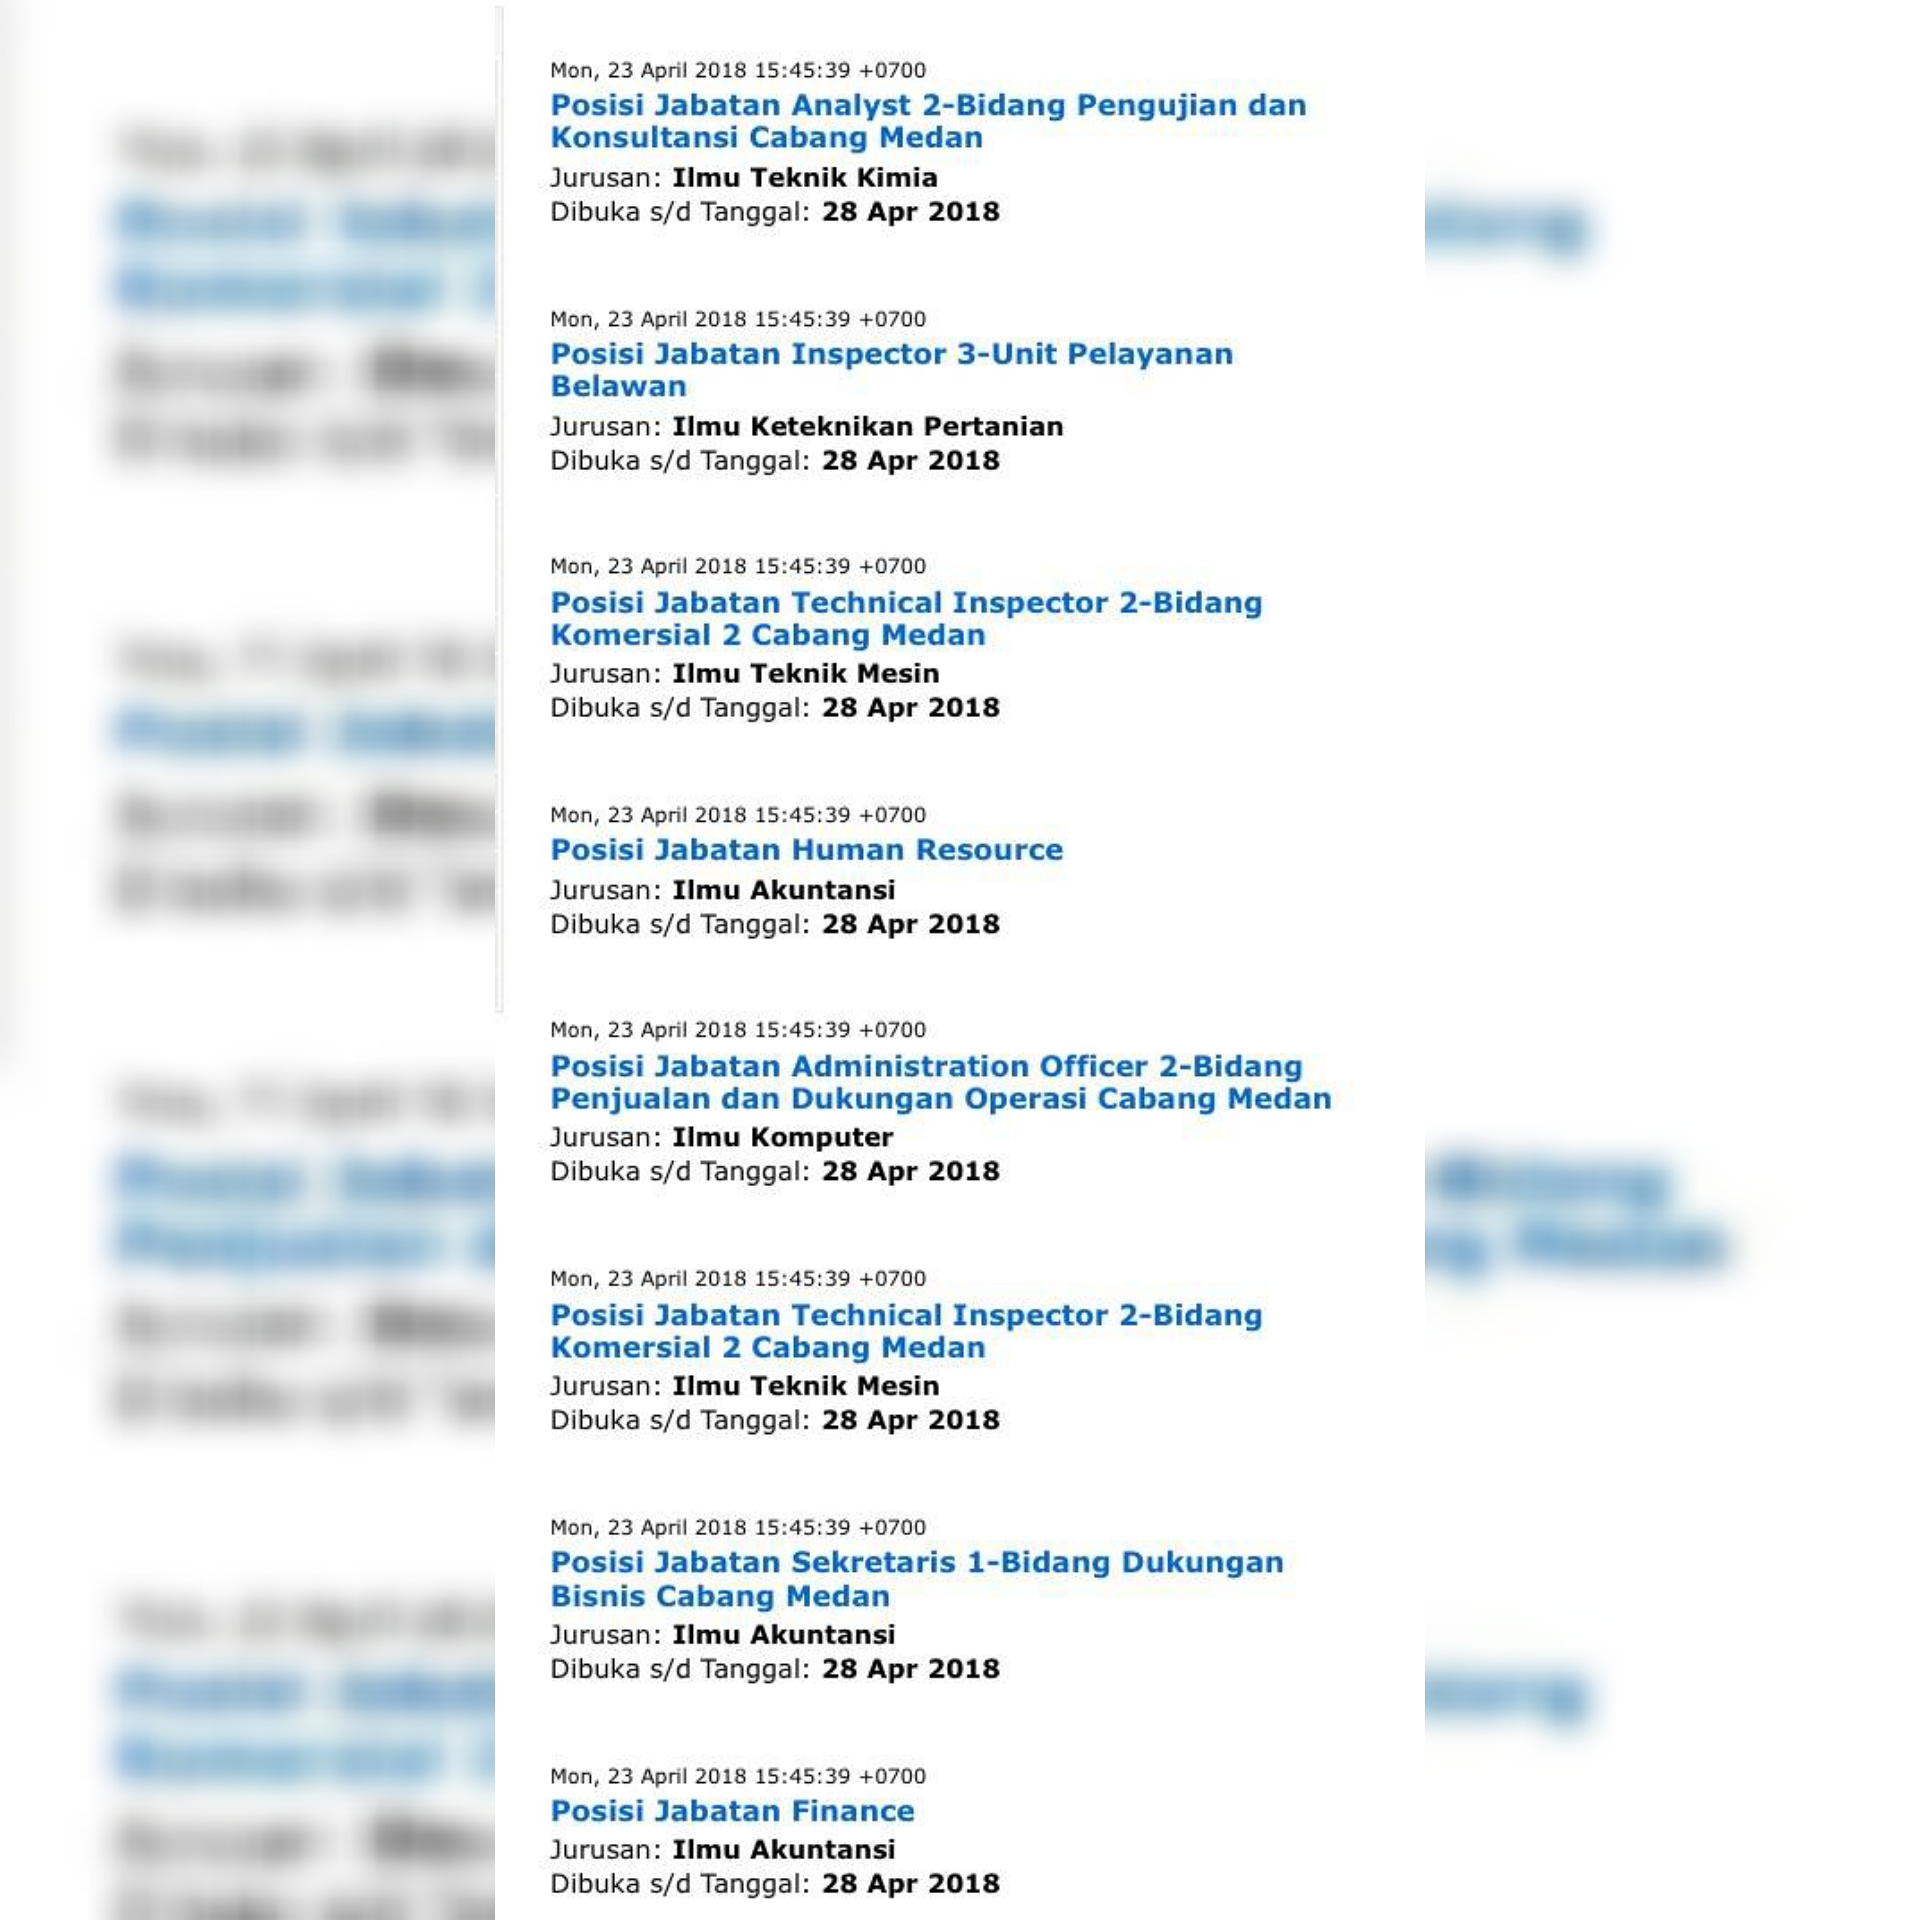 Mon, 23 April 2018 15:45:39 +0700
Posisi Jabatan Analyst 2-Bidang Pengujian dan
Konsultansi Cabang Medan
Jurusan: Ilmu Teknik Kimia
Dibuka s/d Tanggal: 28 Apr 2018
Mon, 23 April 2018 15:45:39 +0700
Posisi Jabatan Inspector 3-Unit Pelayanan
Belawan
Jurusan: Ilmu Keteknikan Pertanian
Dibuka s/d Tanggal: 28 Apr 2018
Mon, 23 April 2018 15:45:39 +0700
Posisi Jabatan Technical Inspector 2-Bidang
Komersial 2 Cabang Medan
Jurusan: Ilmu Teknik Mesin
Dibuka s/d Tanggal: 28 Apr 2018
Mon, 23 April 2018 15:45:39 +0700
Posisi Jabatan Human Resource
Jurusan: Ilmu Akuntansi
Dibuka s/d Tanggal: 28 Apr 2018
Mon, 23 April 2018 15:45:39 +0700
Posisi Jabatan Administration Officer 2-Bidang
Penjualan dan Dukungan Operasi Cabang Medan
Jurusan: Ilmu Komputer
Dibuka s/d Tanggal: 28 Apr 2018
Mon, 23 April 2018 15:45:39 +0700
Posisi Jabatan Technical Inspector 2-Bidang
Komersial 2 Cabang Medan
Jurusan: Ilmu Teknik Mesin
Dibuka s/d Tanggal: 28 Apr 2018
Mon, 23 April 2018 15:45:39 +0700
Posisi Jabatan Sekretaris 1-Bidang Dukungan
Bisnis Cabang Medan
Jurusan: Ilmu Akuntansi
Dibuka s/d Tanggal: 28 Apr 2018
Mon, 23 April 2018 15:45:39 +0700
Posisi Jabatan Finance
Jurusan: Ilmu Akuntansi
Dibuka s/d Tanggal: 28 Apr 2018